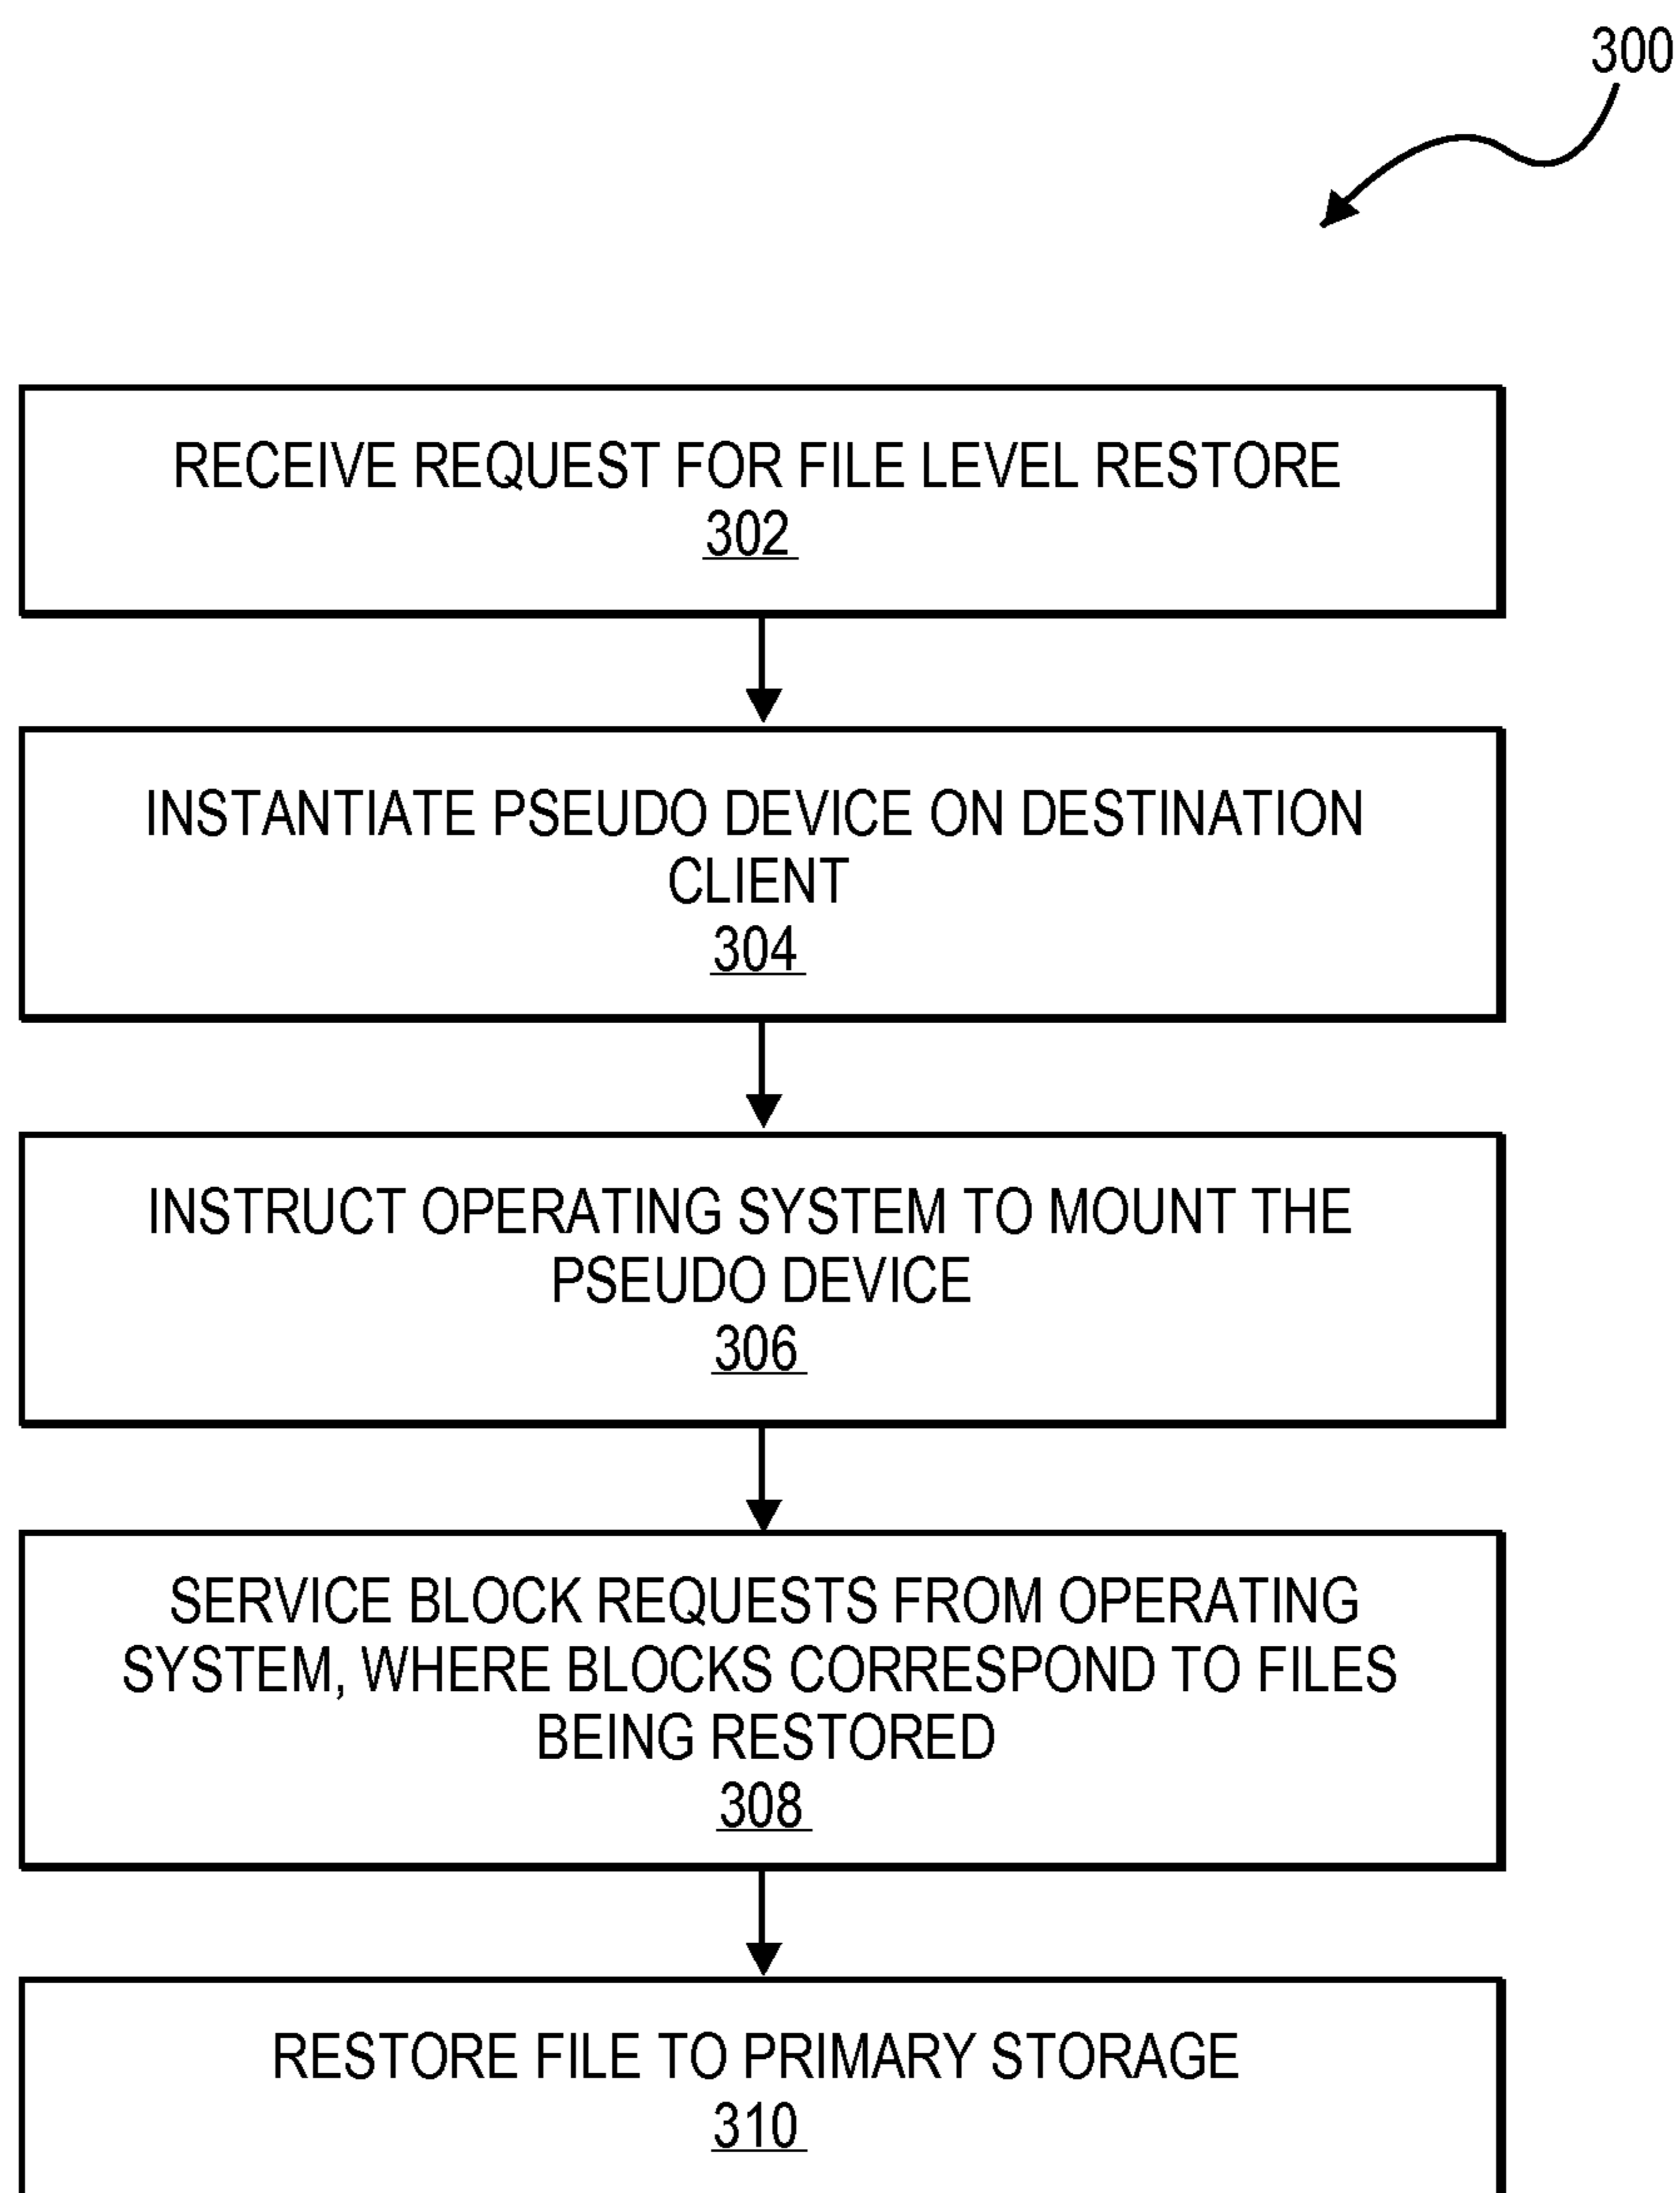 300
RECEIVE REQUEST FOR FILE LEVEL RESTORE
302
INSTANTIATE PSEUDO DEVICE ON DESTINATION
CLIENT
304
INSTRUCT OPERATING SYSTEM TO MOUNT THE
PSEUDO DEVICE
306
SERVICE BLOCK REQUESTS FROM OPERATING
SYSTEM, WHERE BLOCKS CORRESPOND TO FILES
BEING RESTORED
308
RESTORE FILE TO PRIMARY STORAGE
310